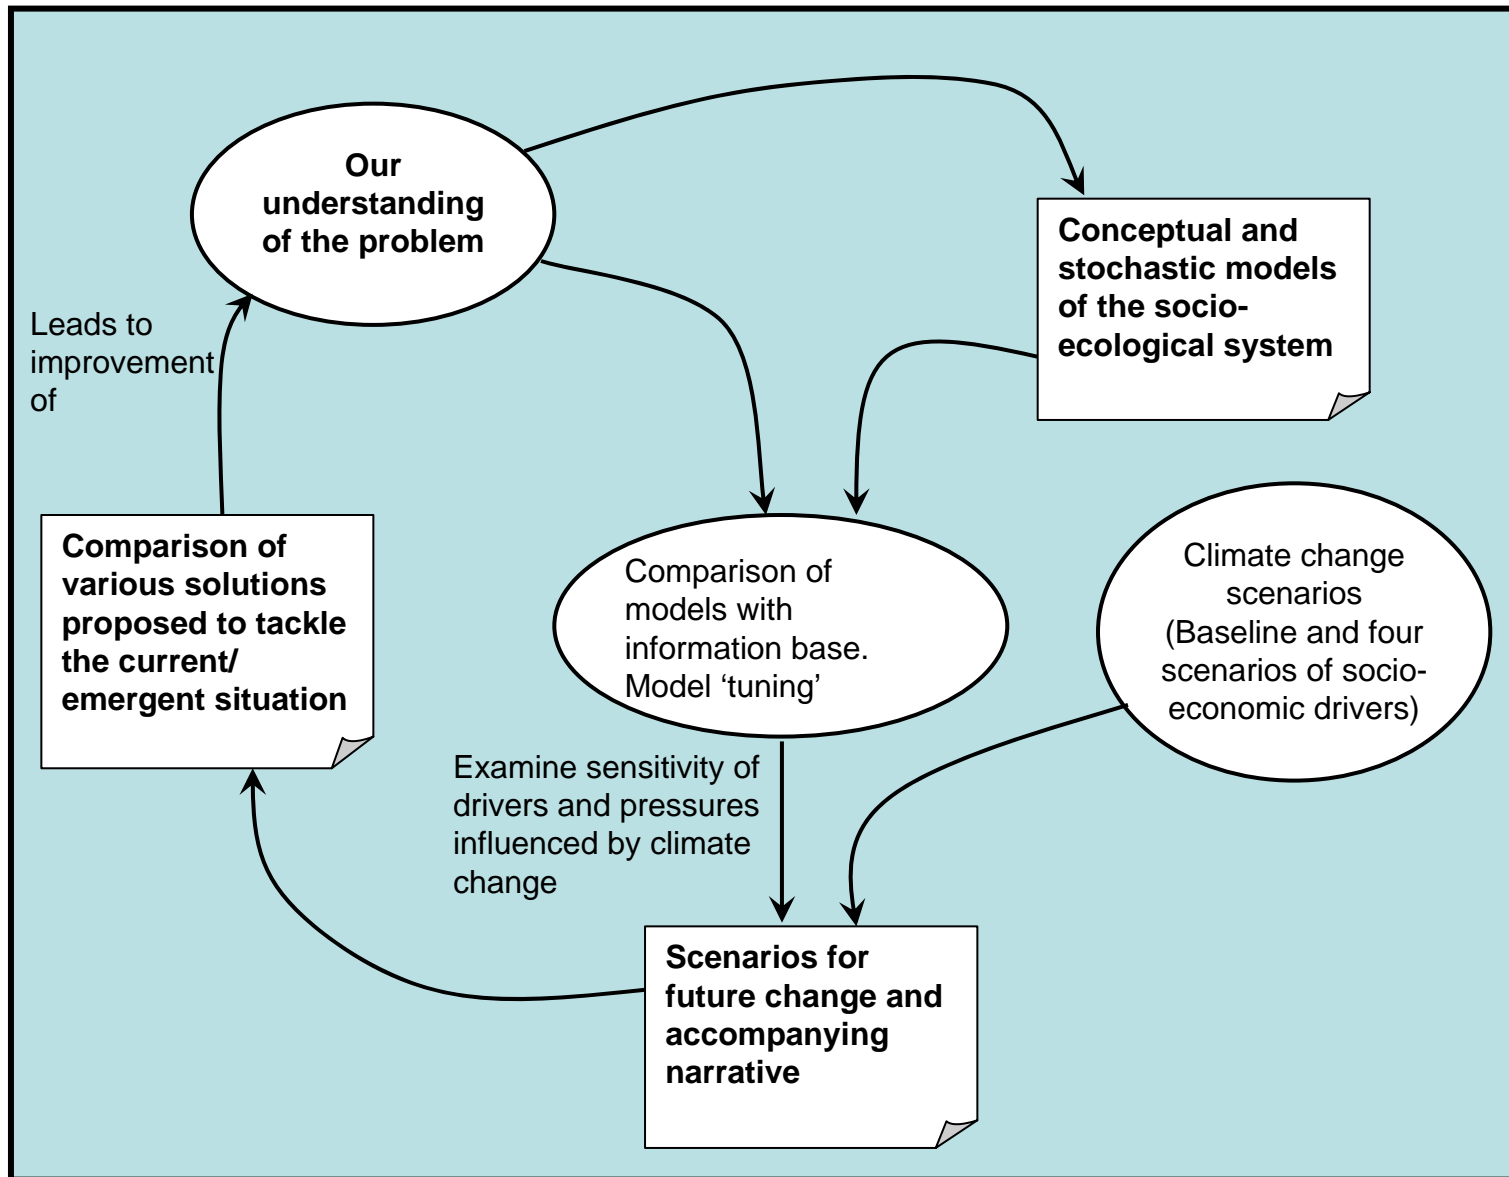 Our
understanding
of the problem
Conceptual and
stochastic models
of the socio-
ecological system
Leads to
improvement
of
Comparison of
various solutions
proposed to tackle
the current/
emergent situation
Comparison of
models with
information base.
Model ‘tuning’
Climate change
scenarios
(Baseline and four
scenarios of socio-
economic drivers)
Examine sensitivity of
drivers and pressures
influenced by climate
change
Scenarios for
future change and
accompanying
narrative